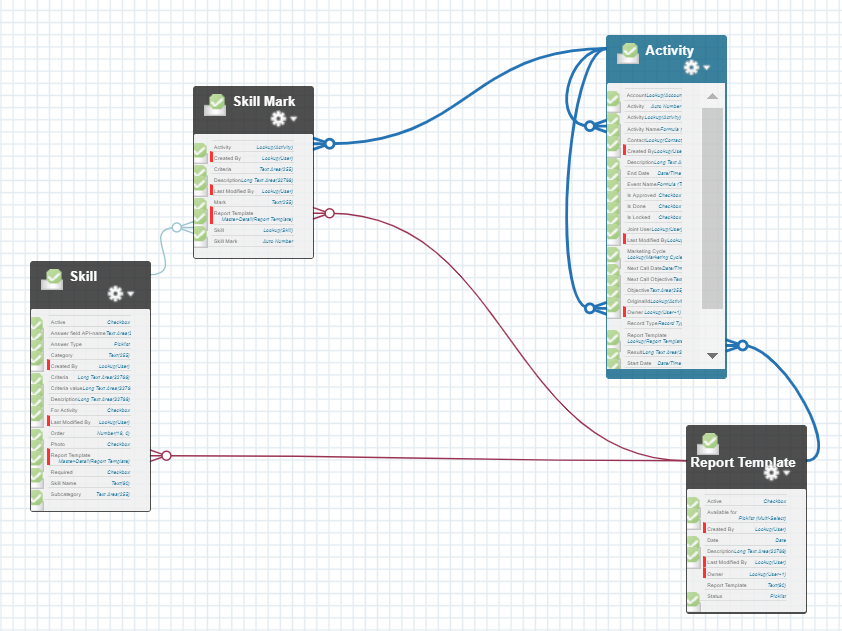 Activity
Account Lookup(Accoun
Activity Auto Number
Activity Lookup(Activity)
Activity Name Formula (
Contact Lookup(Contact
Created By Lookup(Use
Description Long Text A
End Date Date/Time
Event Name Formula (T
Is Approved Checkbox
Is Done Checkbox
Is Locked Checkbox
Joint User Lookup(User)
Last Modified By Looku
Marketing Cycle
Lookup(Marketing Cycle
Next Call Date Date/Tim
Next Call Objective Tex
Objective Text Area(255
OriginalId Lookup(Activi
Owner Lookup(User+1)
Record Type Record Ty
Report Template
Lookup(Report Template
Result Long Text Area(3
Start Date Date/Time
Skill Mark
Activity Lookup(Activity)
Created By Lookup(User)
Criteria Text Area(255)
Description Long Text Area(32768)
Last Modified By Lookup(User)
Mark Text(255)
Report Template
Master-Detail(Report Template)
Skill Lookup(Skill)
Skill Mark Auto Number
Skill
Active Checkbox
Answer field API-name Text Area(2
Answer Type Picklist
Category Text(255)
Created By Lookup(User)
Criteria Long Text Area(32768)
Criteria value Long Text Area(3276
Description Long Text Area(32768)
For Activity Checkbox
Last Modified By Lookup(User)
Order Number(18, 0)
Photo Checkbox
Report Template
Master-Detail(Report Template)
Required Checkbox
Skill Name Text(80)
Subcategory Text Area(255)
Report Template
Active Checkbox
Available for
Picklist (Multi-Select)
Created By Lookup(User)
Date Date
Description Long Text Area(32768)
Last Modified By Lookup(User)
Owner Lookup(User+1)
Report Template Text(80)
Status Picklist